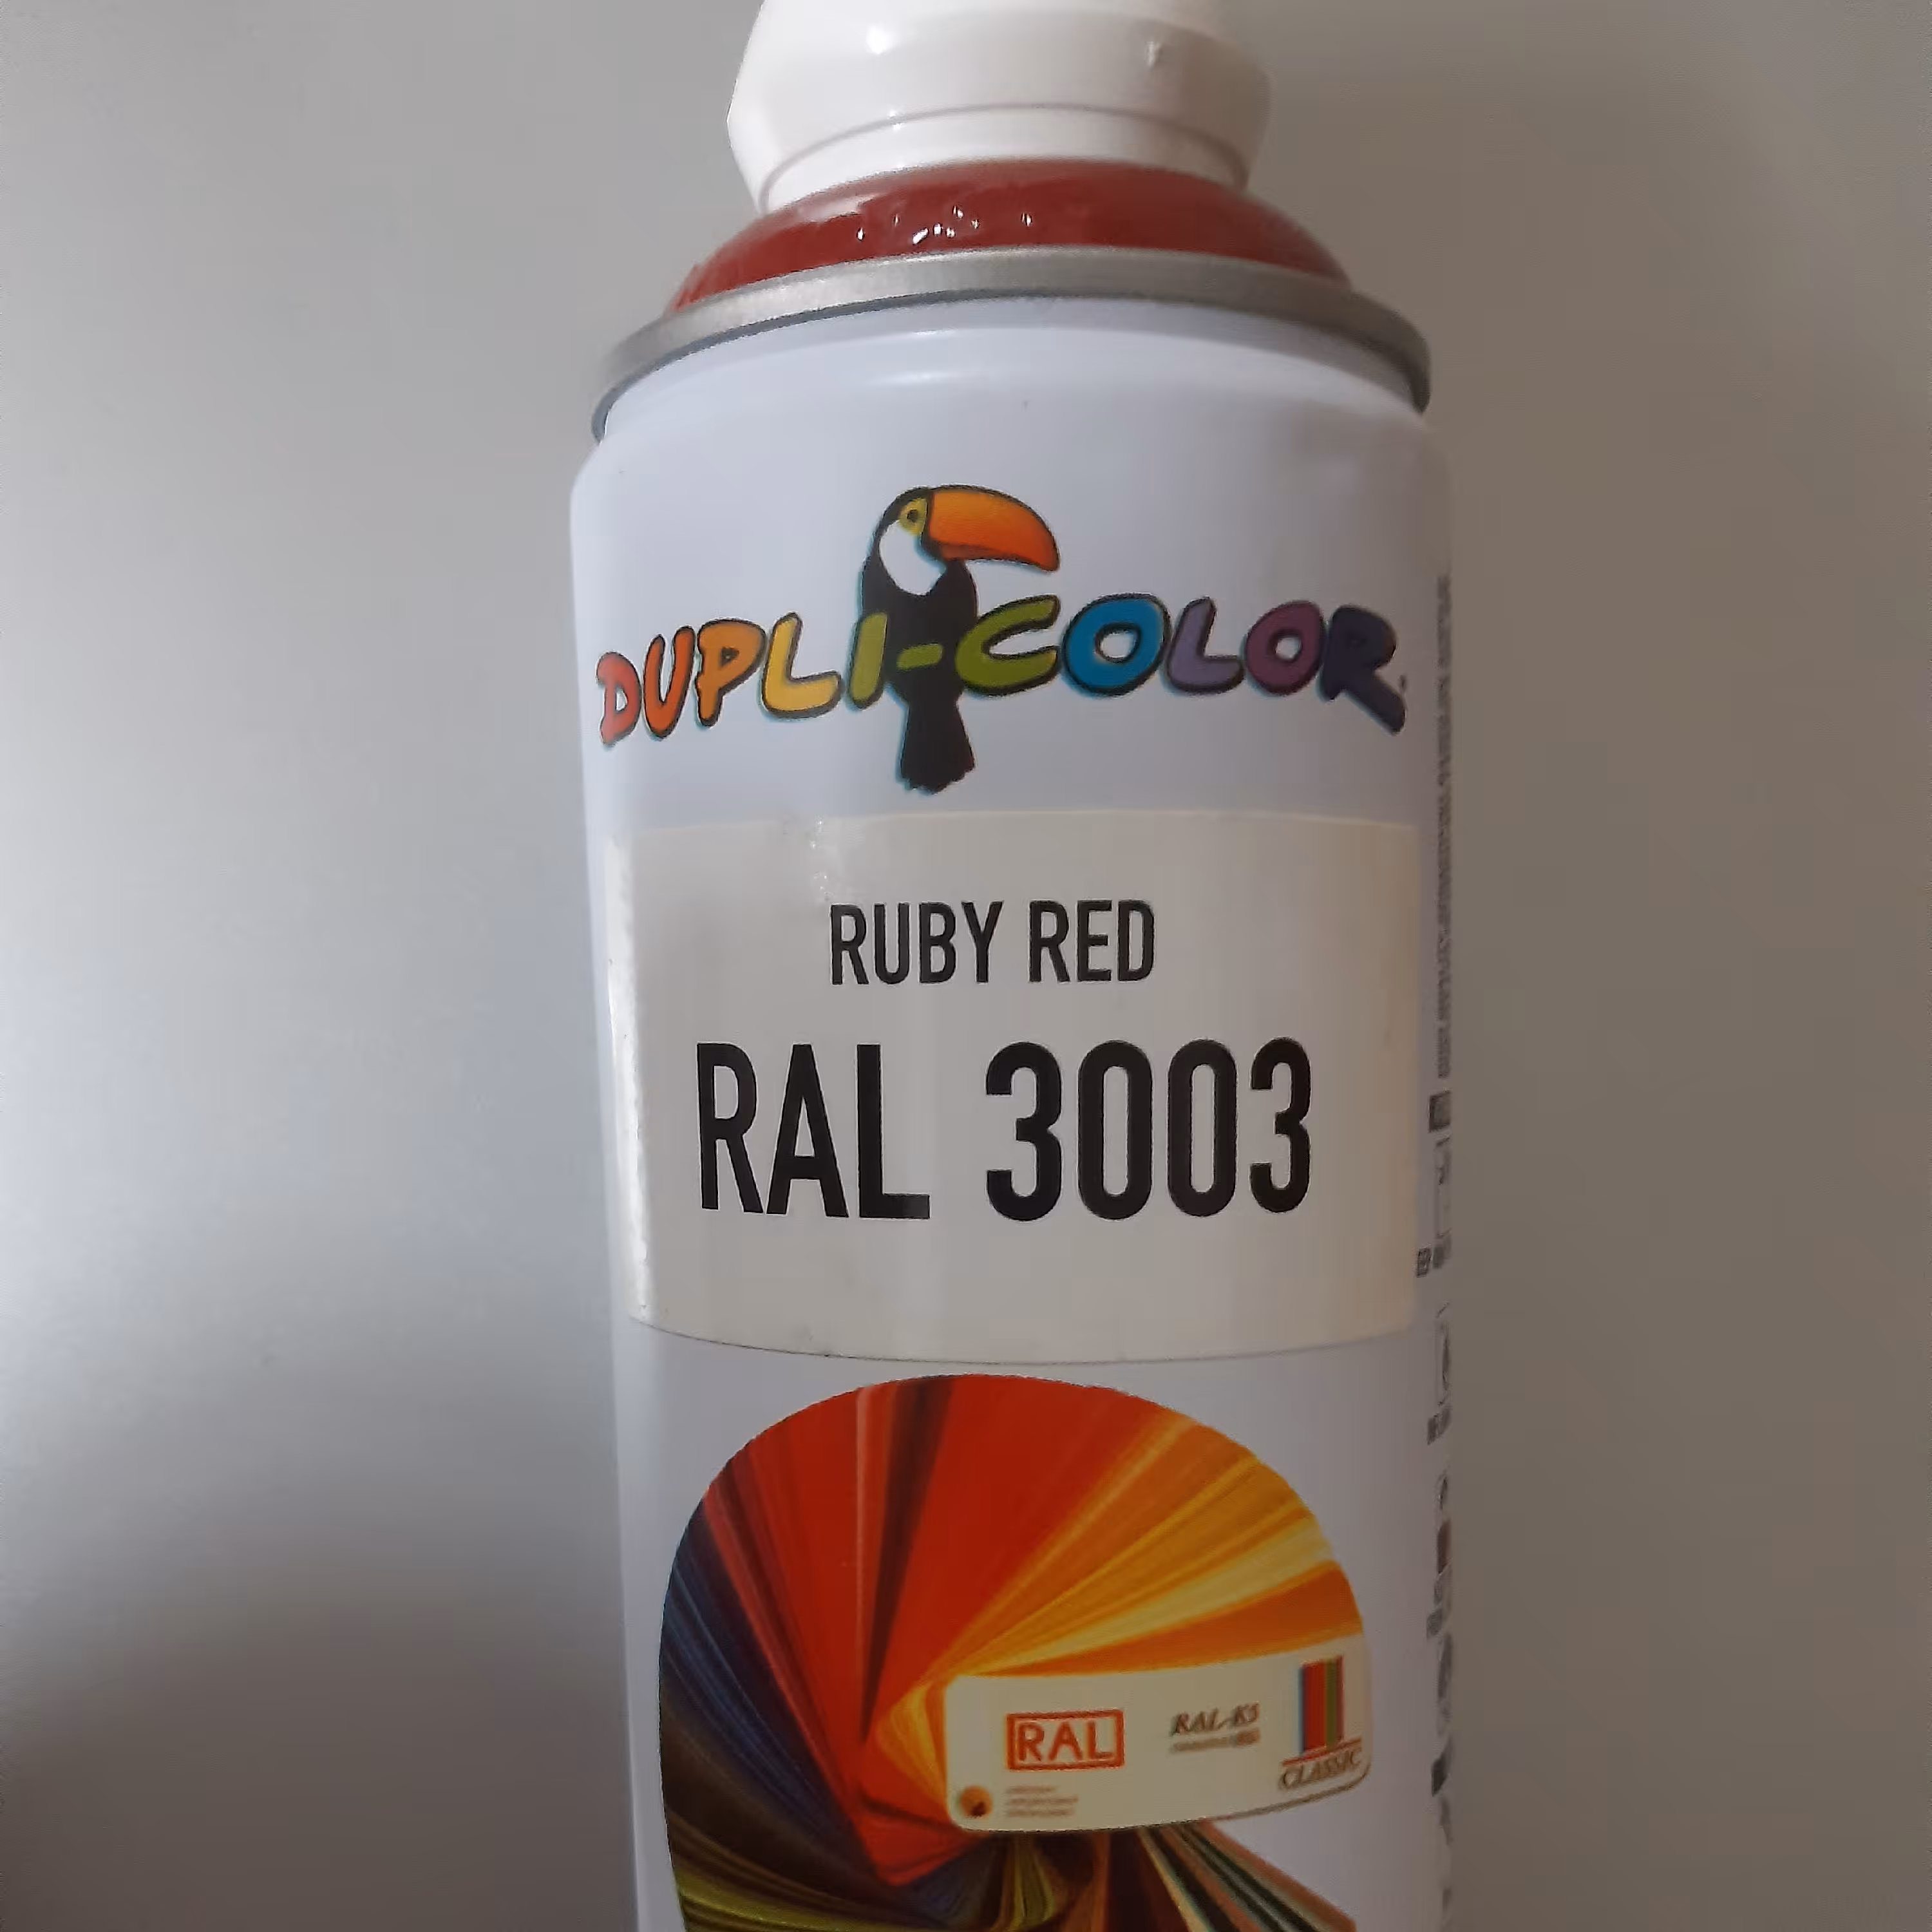 DUPLI-COLOR
RUBY RED
RAL 3003
RAL
RAL-K5
CLASSIC